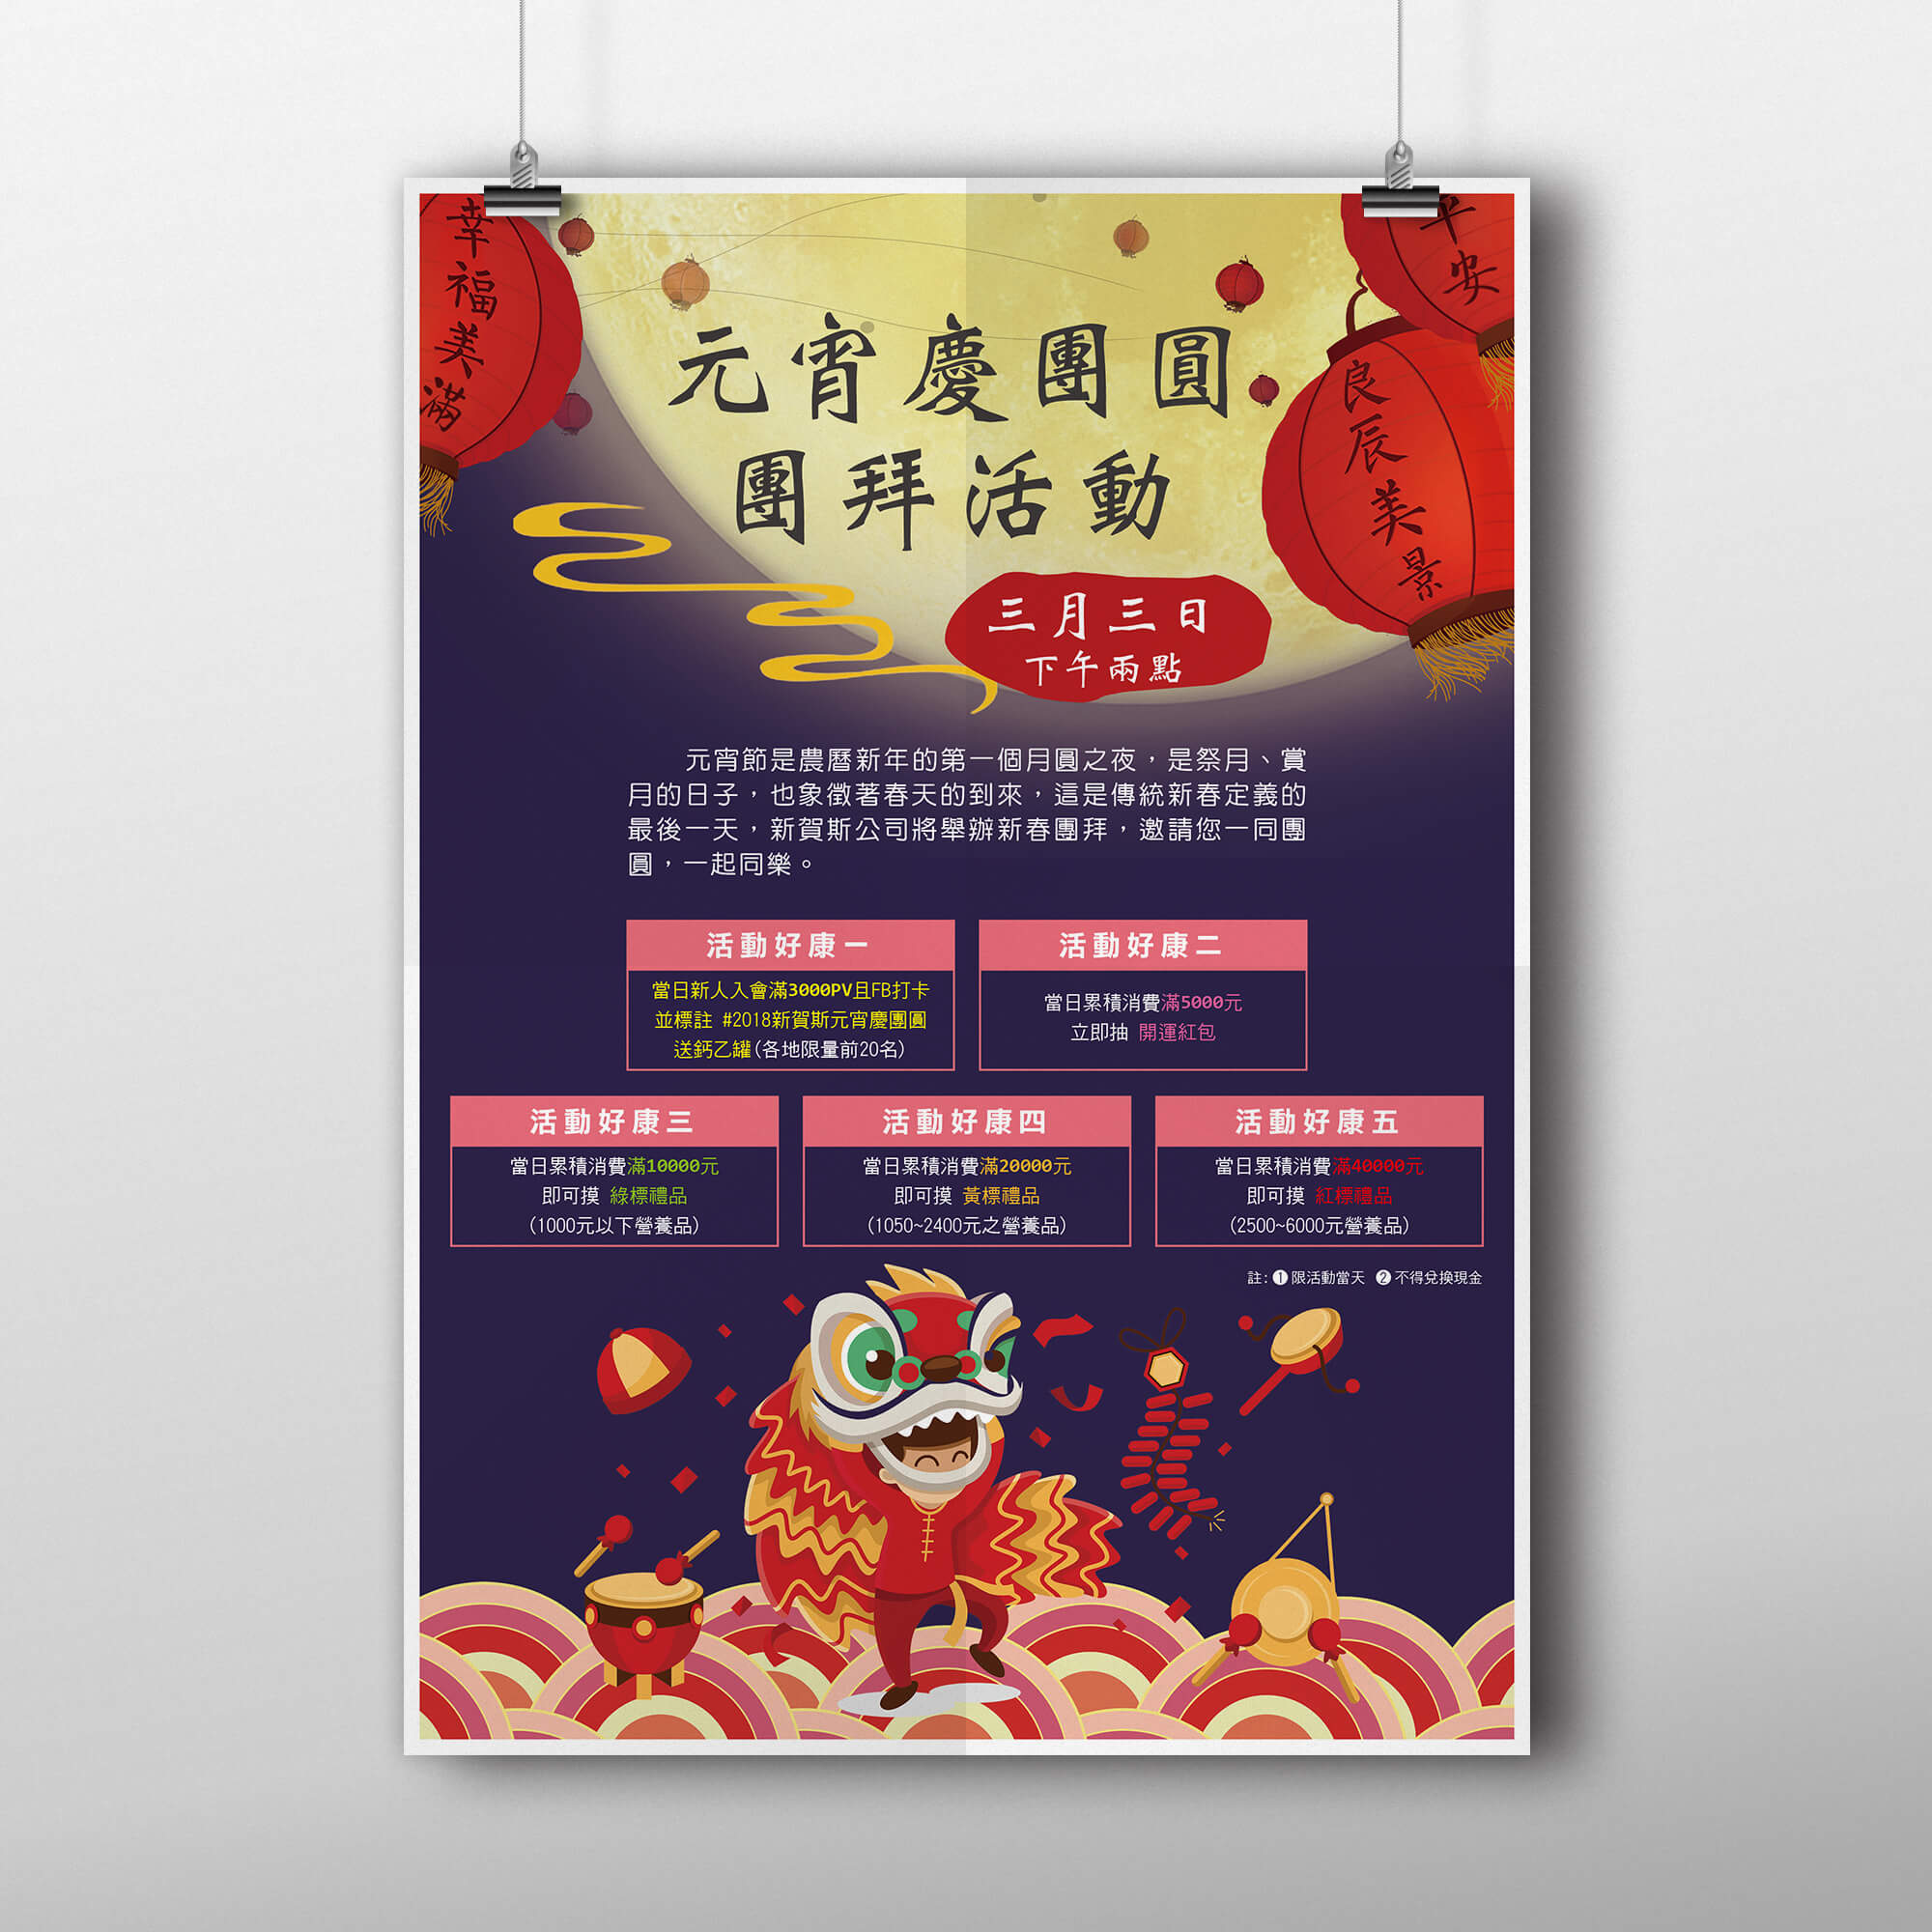 幸福美滿
平安
良辰美景
元宵慶團圓
團拜活動
三月三日
下午兩點
元宵節是農曆新年的第一個月圓之夜，是祭月、賞
月的日子，也象徵著春天的到來，這是傳統新春定義的
最後一天，新賀斯公司將舉辦新春團拜，邀請您一同團
圓，一起同樂。
活動好康一
當日新人入會滿3000PV且FB打卡
並標註 #2018新賀斯元宵慶團圓
送鈣乙罐(各地限量前20名)
活動好康二
當日累積消費滿5000元
立即抽 開運紅包
活動好康三
當日累積消費滿10000元
即可摸 綠標禮品
(1000元以下營養品)
活動好康四
當日累積消費滿20000元
即可摸 黃標禮品
(1050~2400元之營養品)
活動好康五
當日累積消費滿40000元
即可摸 紅標禮品
(2500~6000元營養品)
註:❶限活動當天 ❷不得兌換現金